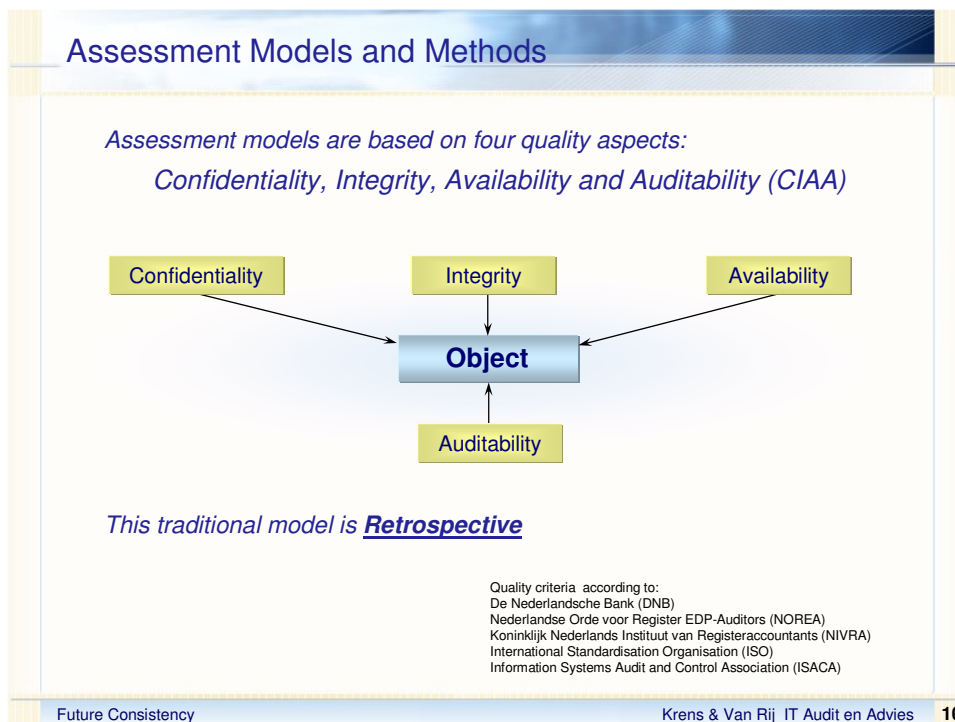 Assessment Models and Methods
Assessment models are based on four quality aspects:
Confidentiality, Integrity, Availability and Auditability (CIAA)
Confidentiality
Integrity
Availability
Object
Auditability
This traditional model is Retrospective
Quality criteria according to:
De Nederlandsche Bank (DNB)
Nederlandse Orde voor Register EDP-Auditors (NOREA)
Koninklijk Nederlands Instituut van Registeraccountants (NIVRA)
International Standardisation Organisation (ISO)
Information Systems Audit and Control Association (ISACA)
Future Consistency
Krens & Van Rij IT Audit en Advies